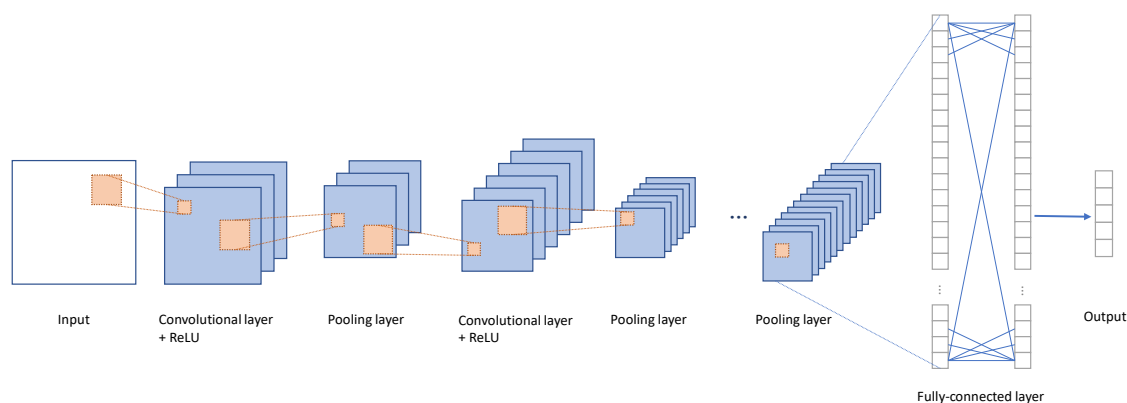 ...
Input
Convolutional layer
+ ReLU
Pooling layer
Convolutional layer
+ ReLU
Pooling layer
Pooling layer
...
...
Output
Fully-connected layer